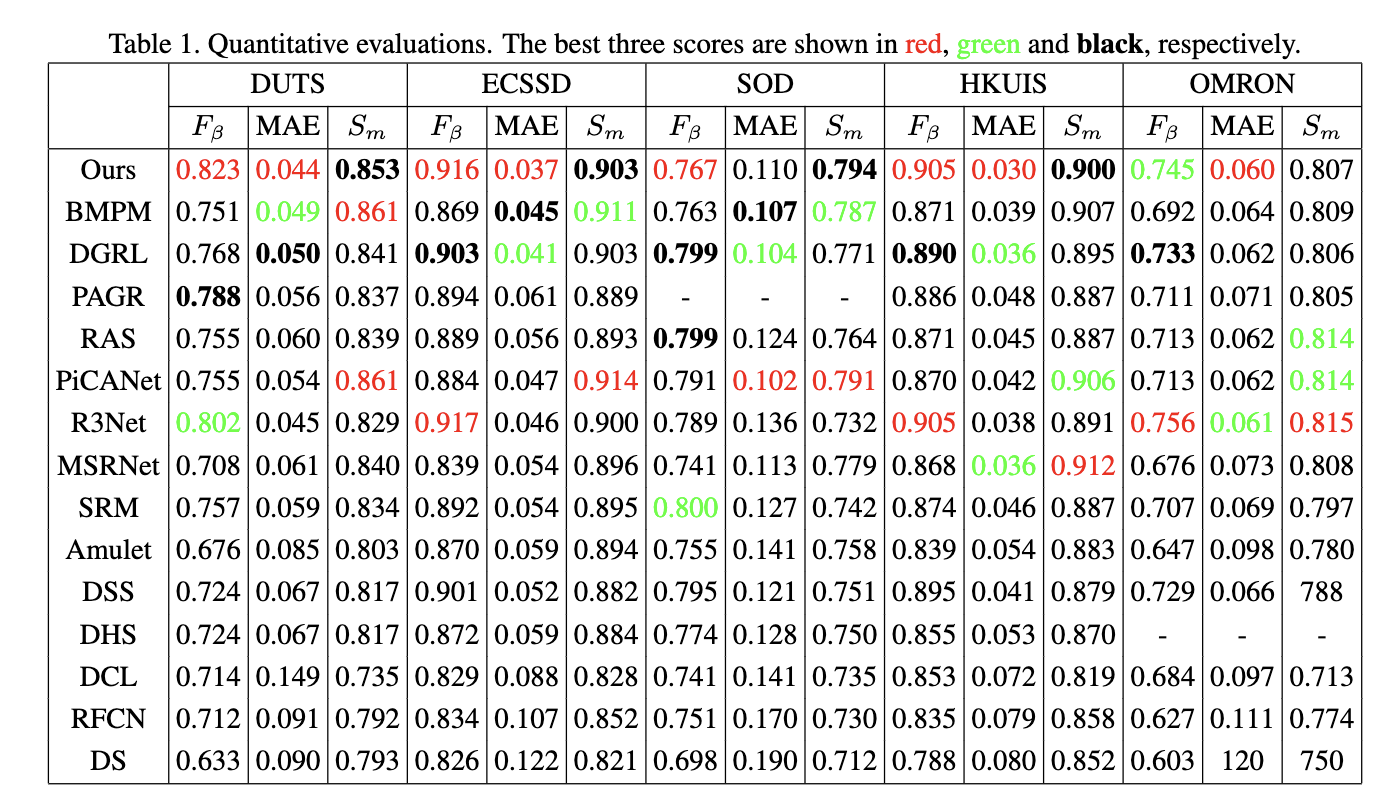 Table 1. Quantitative evaluations. The best three scores are shown in red, green and black, respectively.
DUTS ECSSD SOD HKUIS OMRON
Fβ MAE Sm Fβ MAE Sm Fβ MAE Sm Fβ MAE Sm Fβ MAE Sm
Ours 0.823 0.044 0.853 0.916 0.037 0.903 0.767 0.110 0.794 0.905 0.030 0.900 0.745 0.060 0.807
BMPM 0.751 0.049 0.861 0.869 0.045 0.911 0.763 0.107 0.787 0.871 0.039 0.907 0.692 0.064 0.809
DGRL 0.768 0.050 0.841 0.903 0.041 0.903 0.799 0.104 0.771 0.890 0.036 0.895 0.733 0.062 0.806
PAGR 0.788 0.056 0.837 0.894 0.061 0.889 - - - 0.886 0.048 0.887 0.711 0.071 0.805
RAS 0.755 0.060 0.839 0.889 0.056 0.893 0.799 0.124 0.764 0.871 0.045 0.887 0.713 0.062 0.814
PiCANet 0.755 0.054 0.861 0.884 0.047 0.914 0.791 0.102 0.791 0.870 0.042 0.906 0.713 0.062 0.814
R3Net 0.802 0.045 0.829 0.917 0.046 0.900 0.789 0.136 0.732 0.905 0.038 0.891 0.756 0.061 0.815
MSRNet 0.708 0.061 0.840 0.839 0.054 0.896 0.741 0.113 0.779 0.868 0.036 0.912 0.676 0.073 0.808
SRM 0.757 0.059 0.834 0.892 0.054 0.895 0.800 0.127 0.742 0.874 0.046 0.887 0.707 0.069 0.797
Amulet 0.676 0.085 0.803 0.870 0.059 0.894 0.755 0.141 0.758 0.839 0.054 0.883 0.647 0.098 0.780
DSS 0.724 0.067 0.817 0.901 0.052 0.882 0.795 0.121 0.751 0.895 0.041 0.879 0.729 0.066 788
DHS 0.724 0.067 0.817 0.872 0.059 0.884 0.774 0.128 0.750 0.855 0.053 0.870 - - -
DCL 0.714 0.149 0.735 0.829 0.088 0.828 0.741 0.141 0.735 0.853 0.072 0.819 0.684 0.097 0.713
RFCN 0.712 0.091 0.792 0.834 0.107 0.852 0.751 0.170 0.730 0.835 0.079 0.858 0.627 0.111 0.774
DS 0.633 0.090 0.793 0.826 0.122 0.821 0.698 0.190 0.712 0.788 0.080 0.852 0.603 120 750